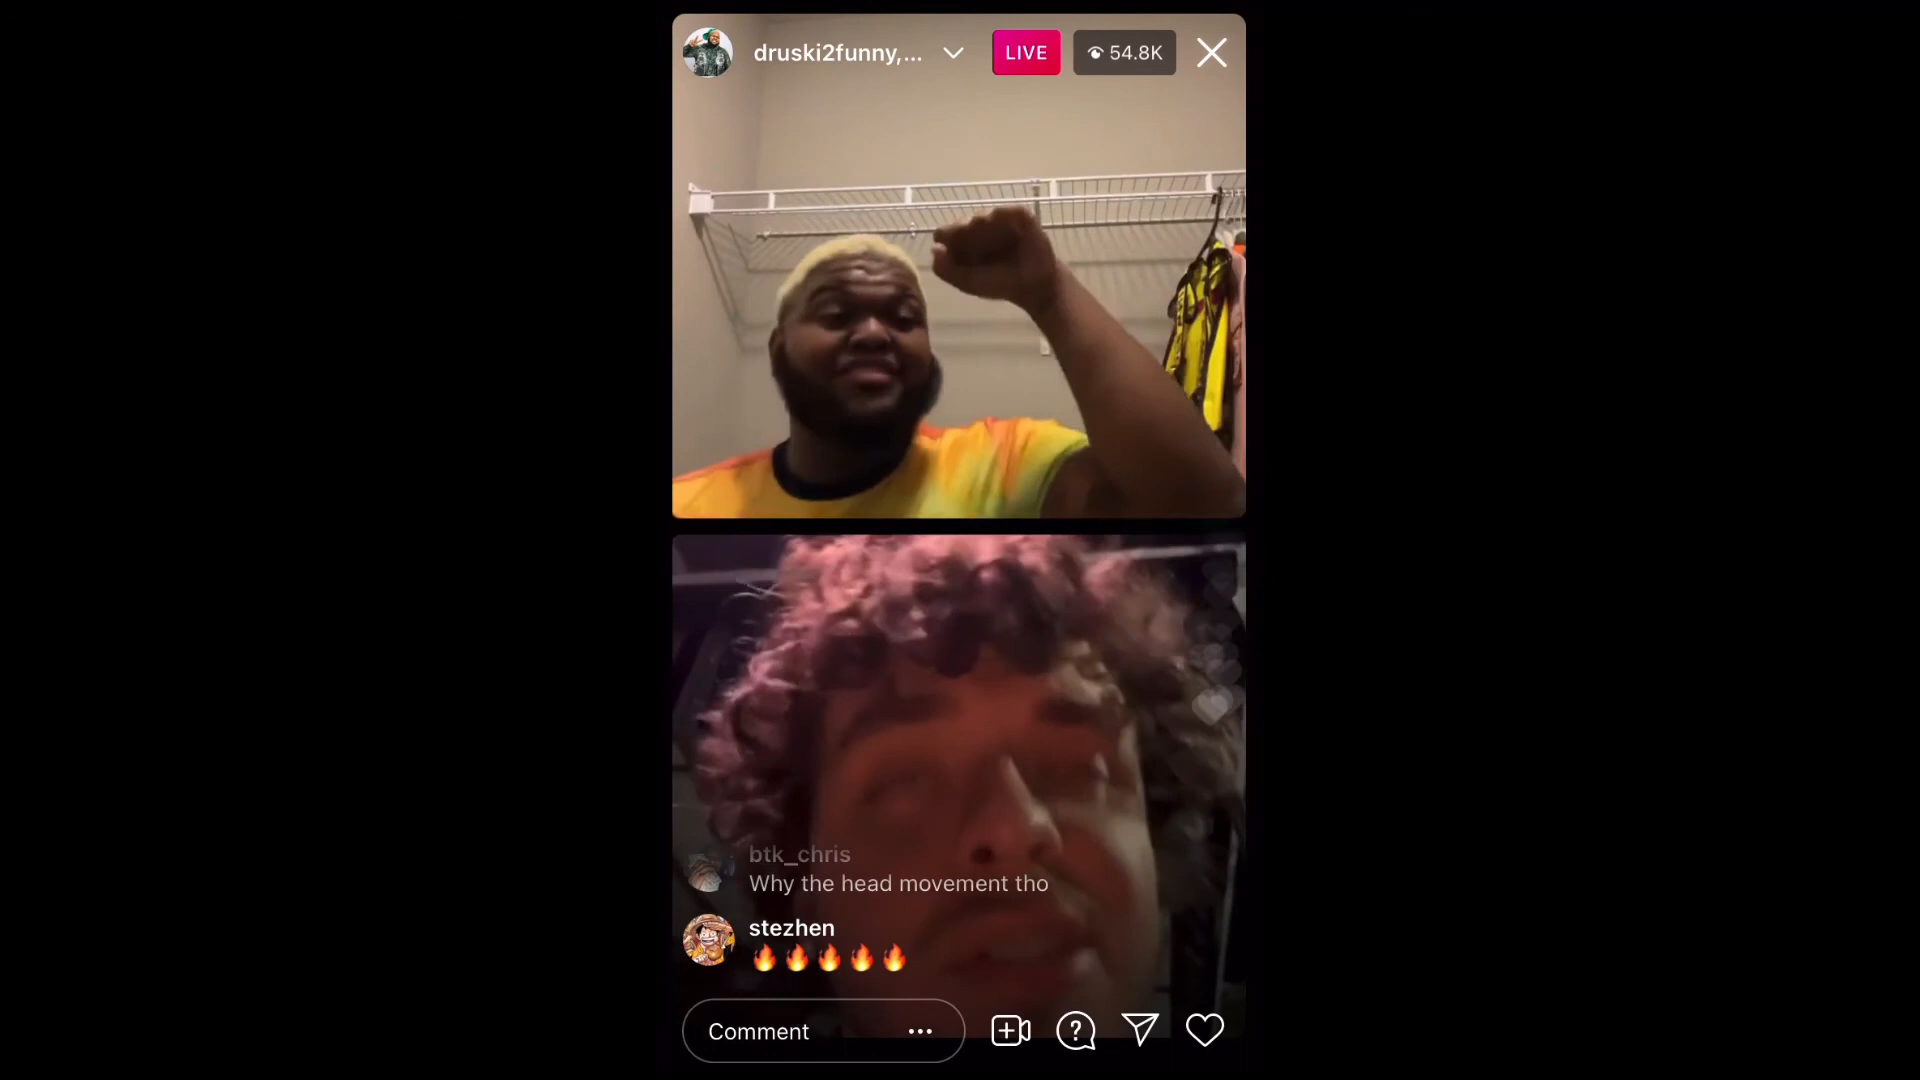 druski2funny,...
LIVE
54.8K
btk_chris
Why the head movement tho
stezhen
🔥🔥🔥🔥🔥
Comment